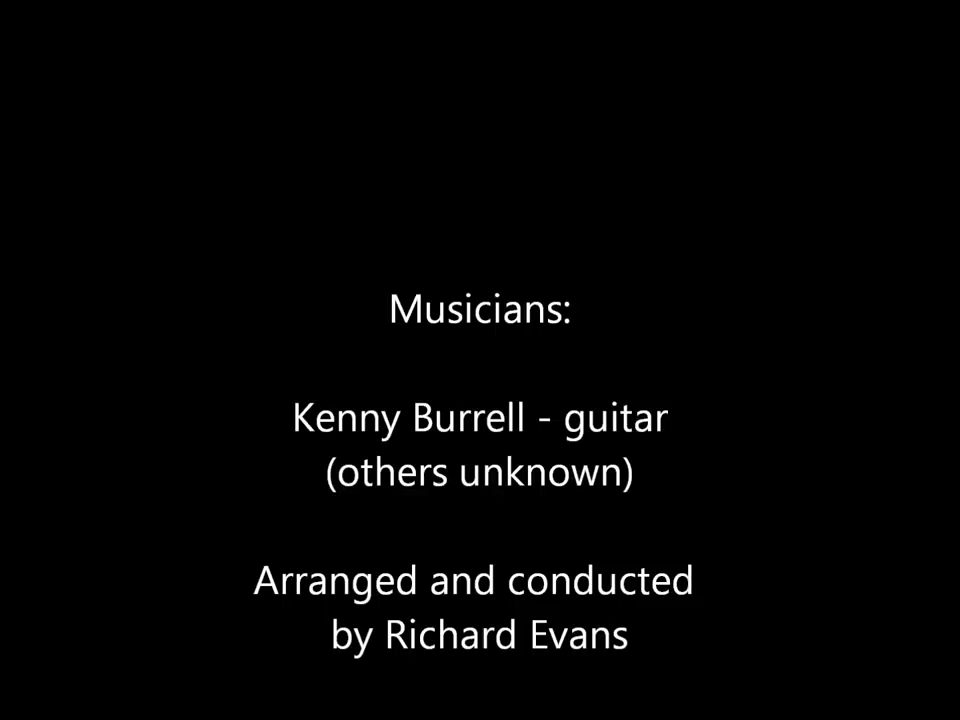 Musicians:
Kenny Burrell - guitar
(others unknown)
Arranged and conducted
by Richard Evans